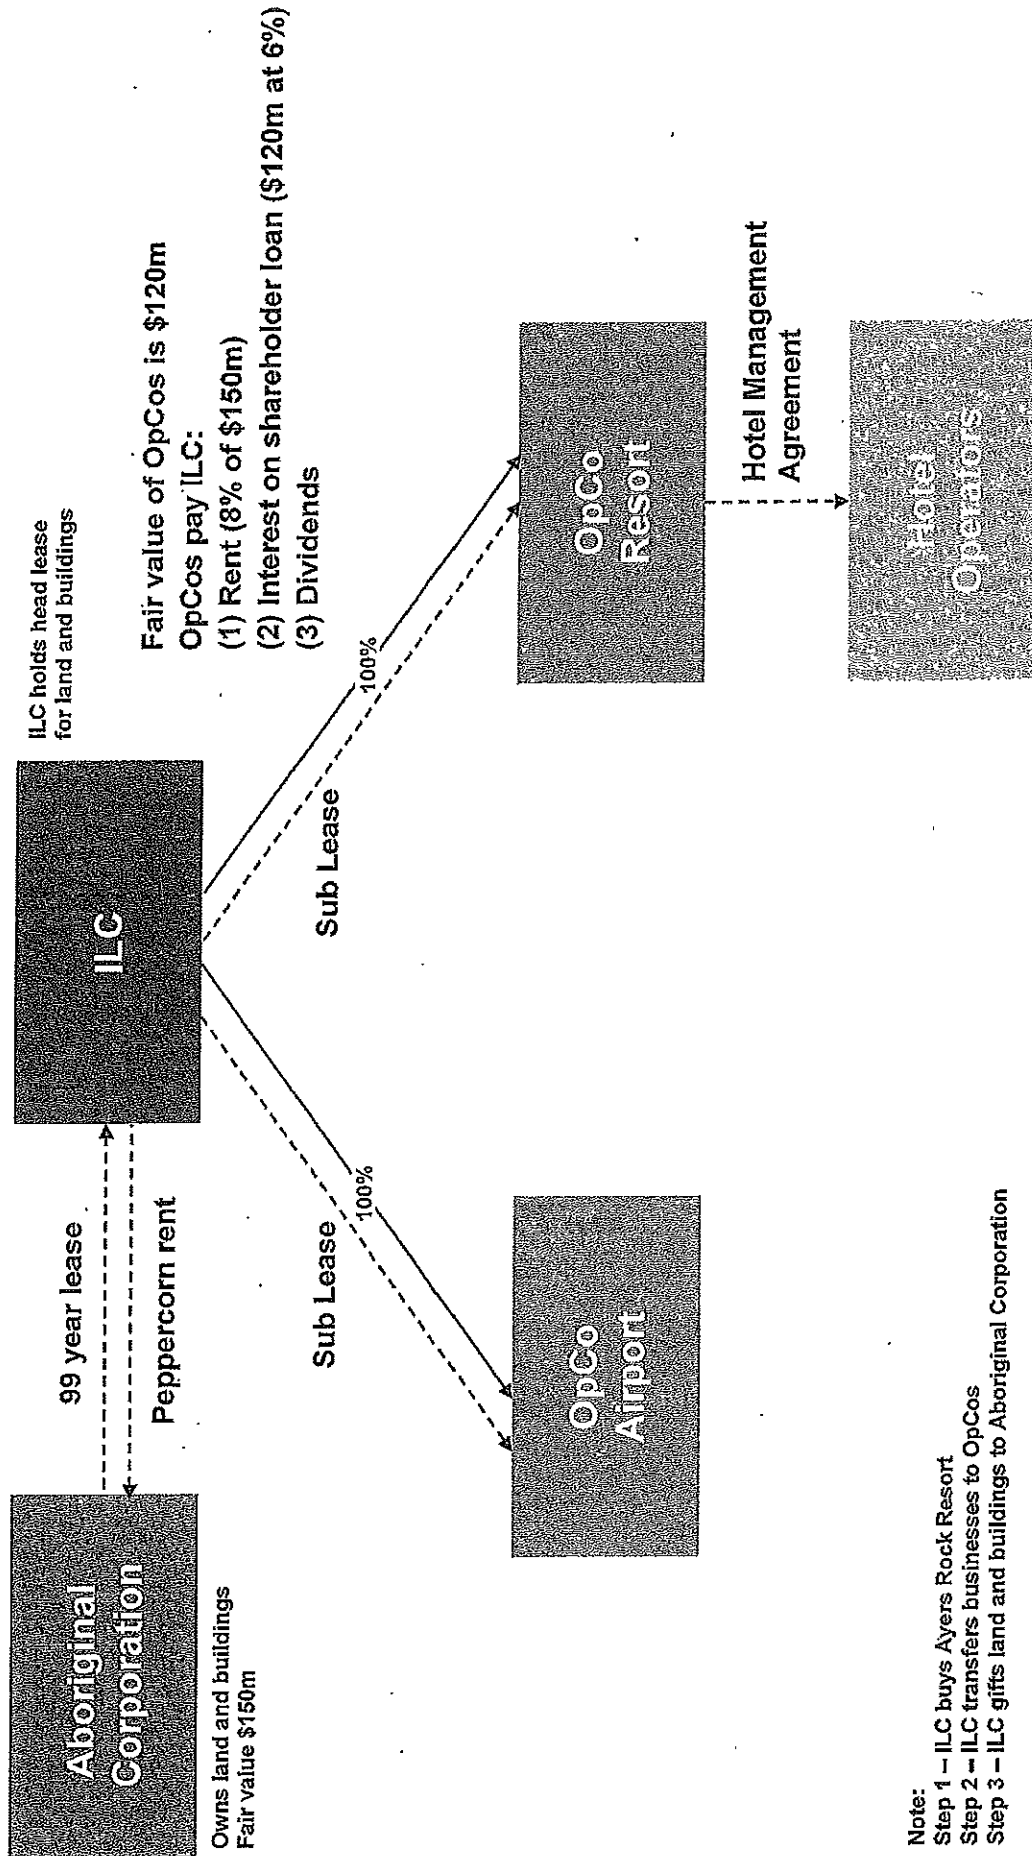 Aboriginal
Corporation
Owns land and buildings
Fair value $150m
99 year lease
Peppercorn rent
ILC
ILC holds head lease
for land and buildings
Fair value of OpCos is $120m
OpCos pay ILC:
(1) Rent (8% of $150m)
(2) Interest on shareholder loan ($120m at 6%)
(3) Dividends
Sub Lease
100%
Sub Lease
100%
OpCo
Airport
OpCo
Resort
Hotel Management
Agreement
Hotel
Operators
Note:
Step 1 – ILC buys Ayers Rock Resort
Step 2 – ILC transfers businesses to OpCos
Step 3 – ILC gifts land and buildings to Aboriginal Corporation